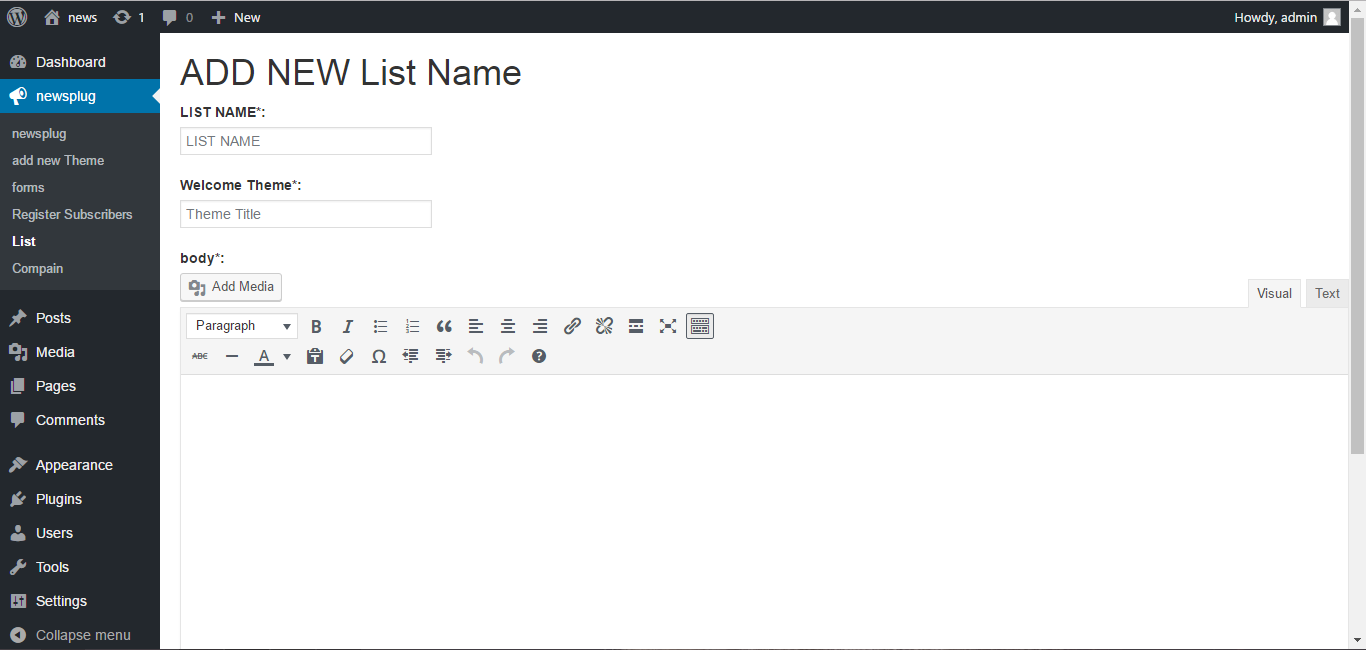 news 1 0 New Howdy, admin
Dashboard
newsplug
newsplug
add new Theme
forms
Register Subscribers
List
Compain
Posts
Media
Pages
Comments
Appearance
Plugins
Users
Tools
Settings
Collapse menu
ADD NEW List Name
LIST NAME*:
LIST NAME
Welcome Theme*:
Theme Title
body*:
Add Media
Visual Text
Paragraph B I
ABC A Ω